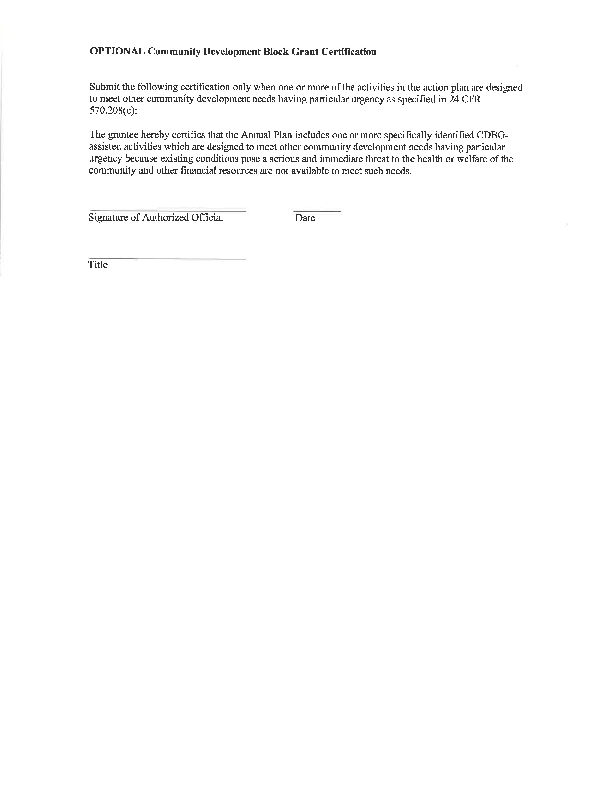 OPTIONAL Community Development Block Grant Certification
Submit the following certification only when one or more of the activities in the action plan are designed
to meet other community development needs having particular urgency as specified in 24 CFR
570.208(c):
The grantee hereby certifies that the Annual Plan includes one or more specifically identified CDBG-
assisted activities which are designed to meet other community development needs having particular
urgency because existing conditions pose a serious and immediate threat to the health or welfare of the
community and other financial resources are not available to meet such needs.
Signature of Authorized Official Date
Title